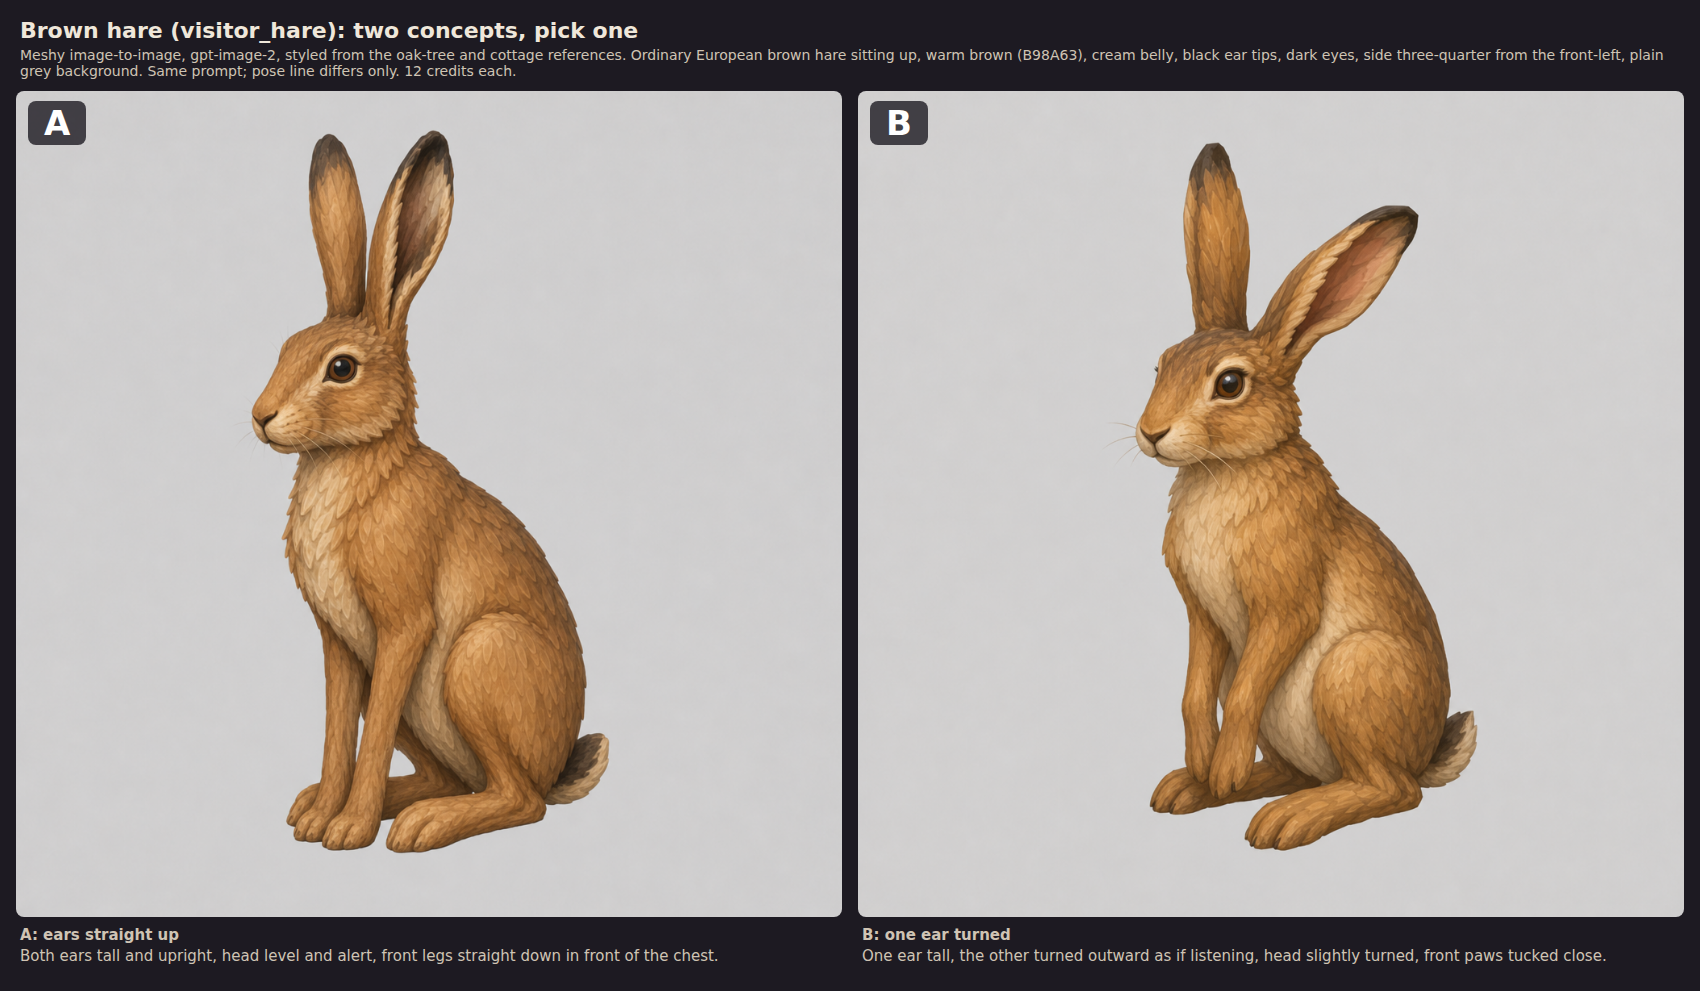 Brown hare (visitor_hare): two concepts, pick one
Meshy image-to-image, gpt-image-2, styled from the oak-tree and cottage references. Ordinary European brown hare sitting up, warm brown (B98A63), cream belly, black ear tips, dark eyes, side three-quarter from the front-left, plain
grey background. Same prompt; pose line differs only. 12 credits each.
A
B
A: ears straight up
Both ears tall and upright, head level and alert, front legs straight down in front of the chest.
B: one ear turned
One ear tall, the other turned outward as if listening, head slightly turned, front paws tucked close.